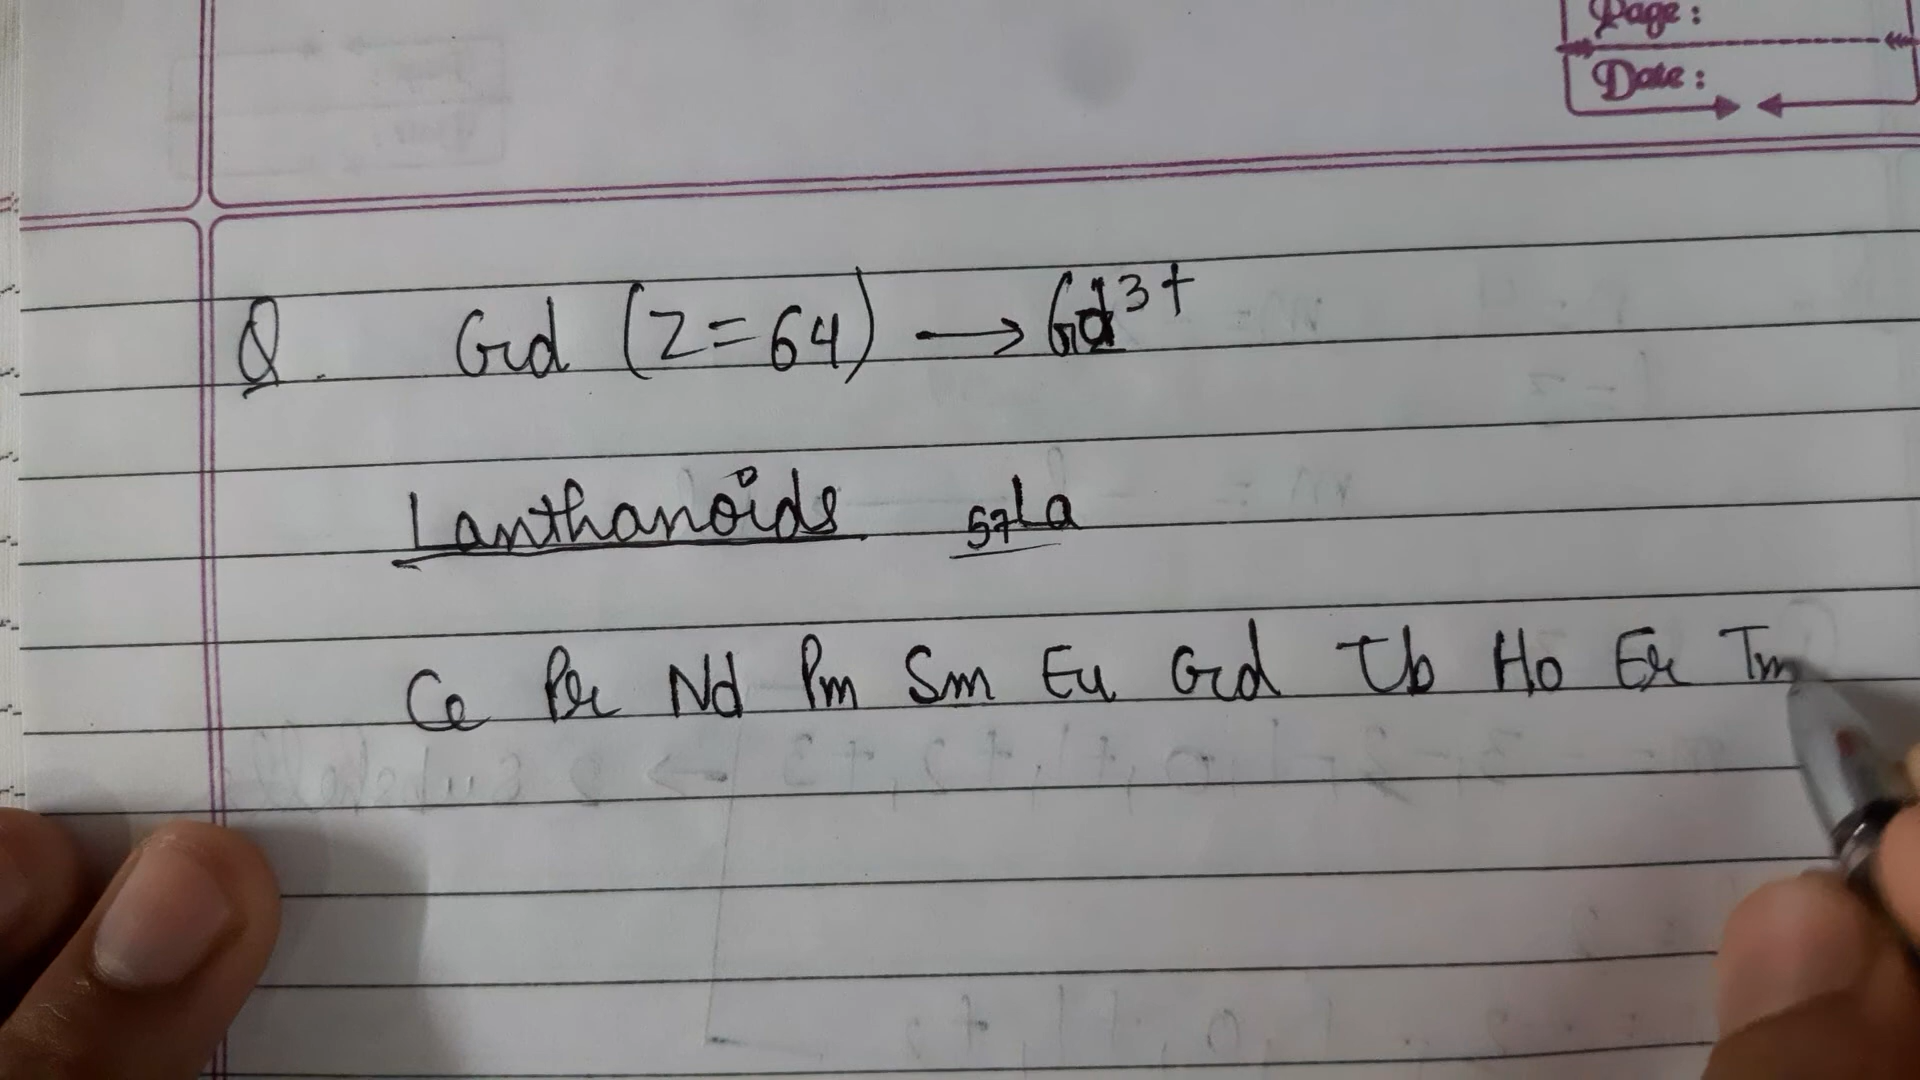 Page :
Date :
Q. Gd (Z=64) → Gd³⁺
Lanthanoids ₅₇La
Ce Pr Nd Pm Sm Eu Gd Tb Ho Er Tm